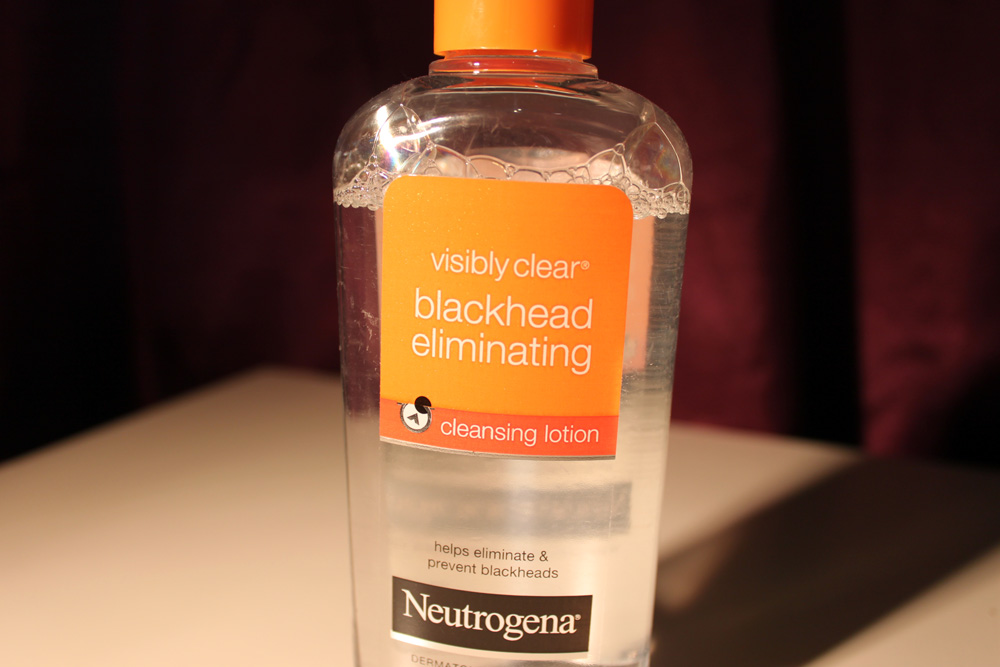 visibly clear®
blackhead
eliminating
cleansing lotion
helps eliminate &
prevent blackheads
Neutrogena®